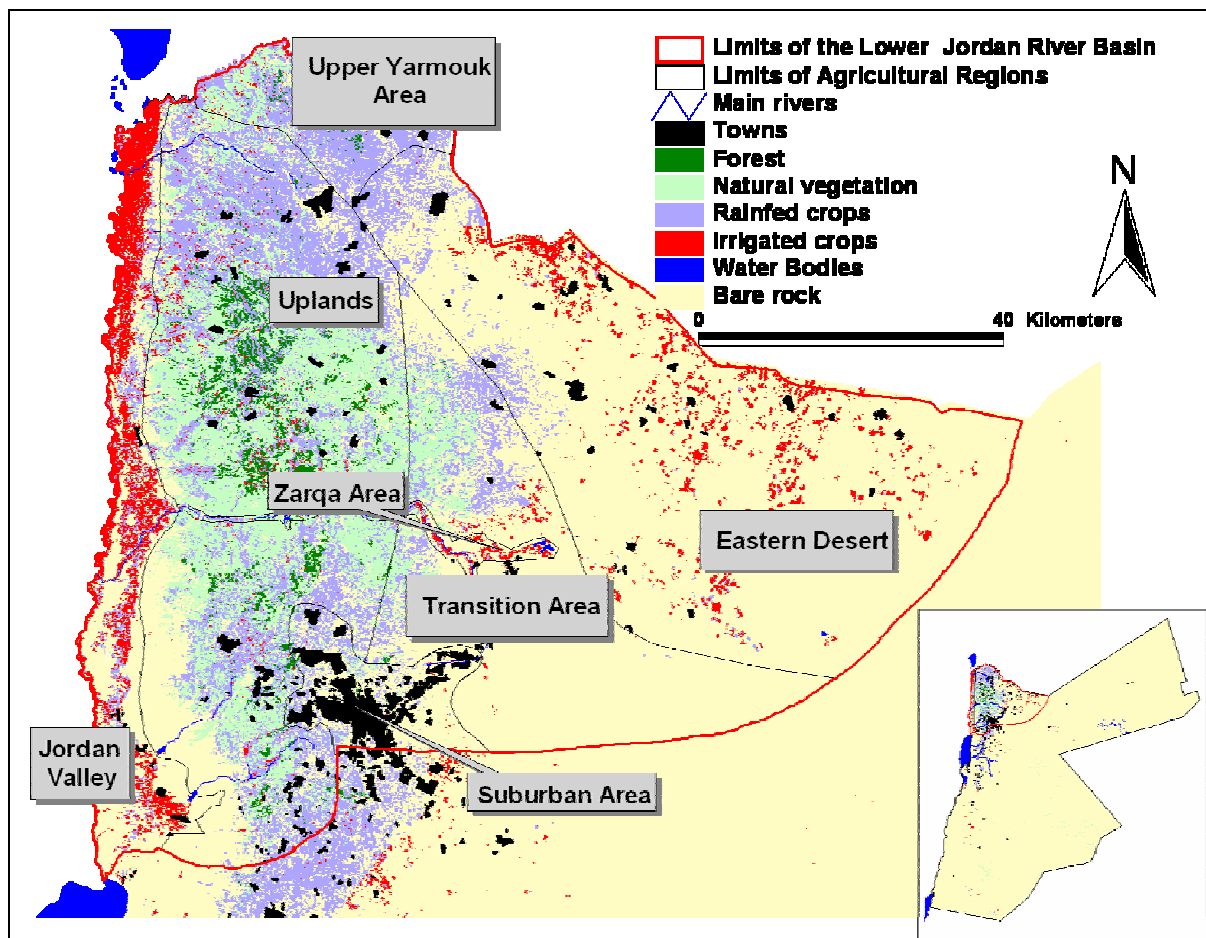 Upper Yarmouk
Area
Limits of the Lower Jordan River Basin
Limits of Agricultural Regions
Main rivers
Towns
Forest
Natural vegetation
Rainfed crops
Irrigated crops
Water Bodies
Bare rock
N
0 40 Kilometers
Uplands
Zarqa Area
Eastern Desert
Transition Area
Jordan
Valley
Suburban Area